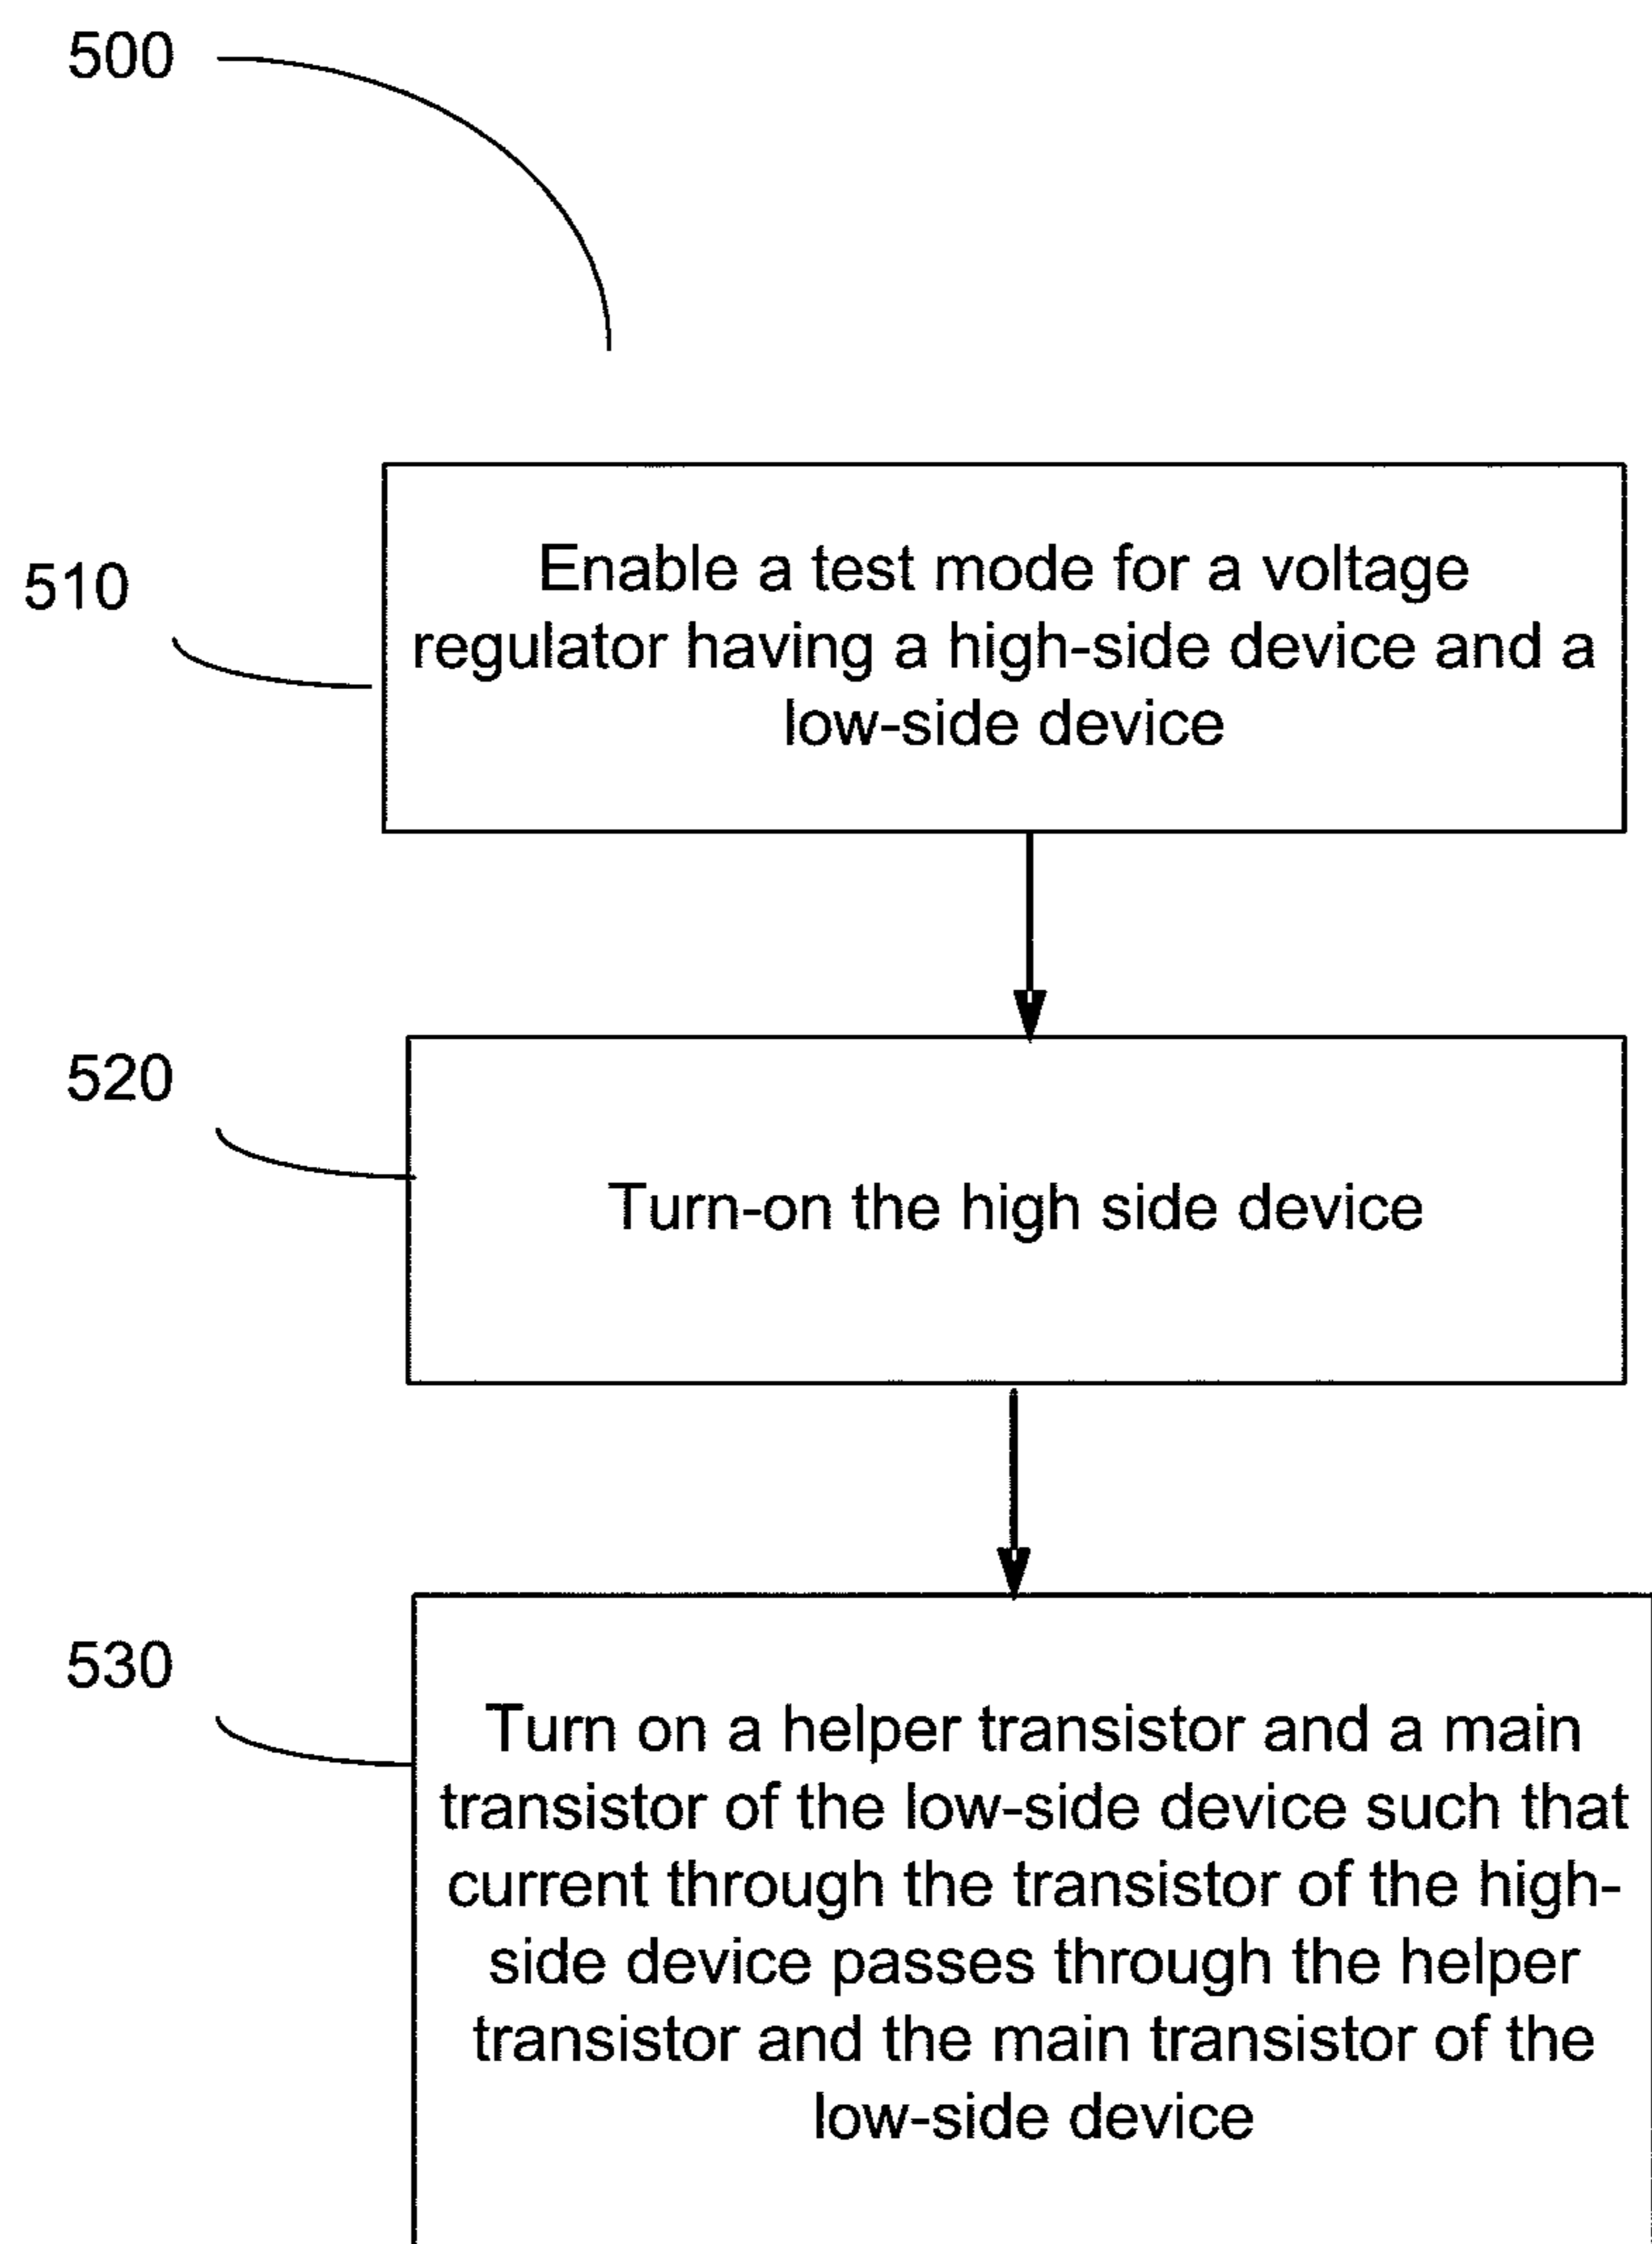 500
510
Enable a test mode for a voltage
regulator having a high-side device and a
low-side device
520
Turn-on the high side device
530
Turn on a helper transistor and a main
transistor of the low-side device such that
current through the transistor of the high-
side device passes through the helper
transistor and the main transistor of the
low-side device